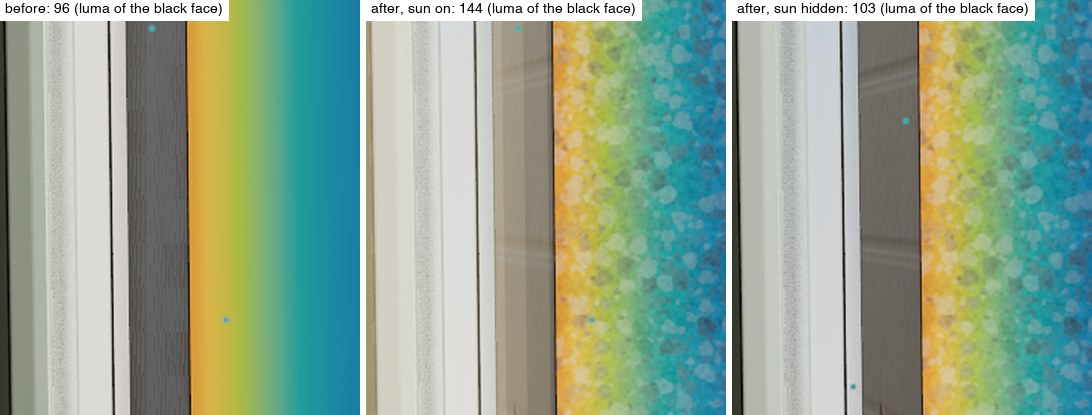 before: 96 (luma of the black face)
after, sun on: 144 (luma of the black face)
after, sun hidden: 103 (luma of the black face)